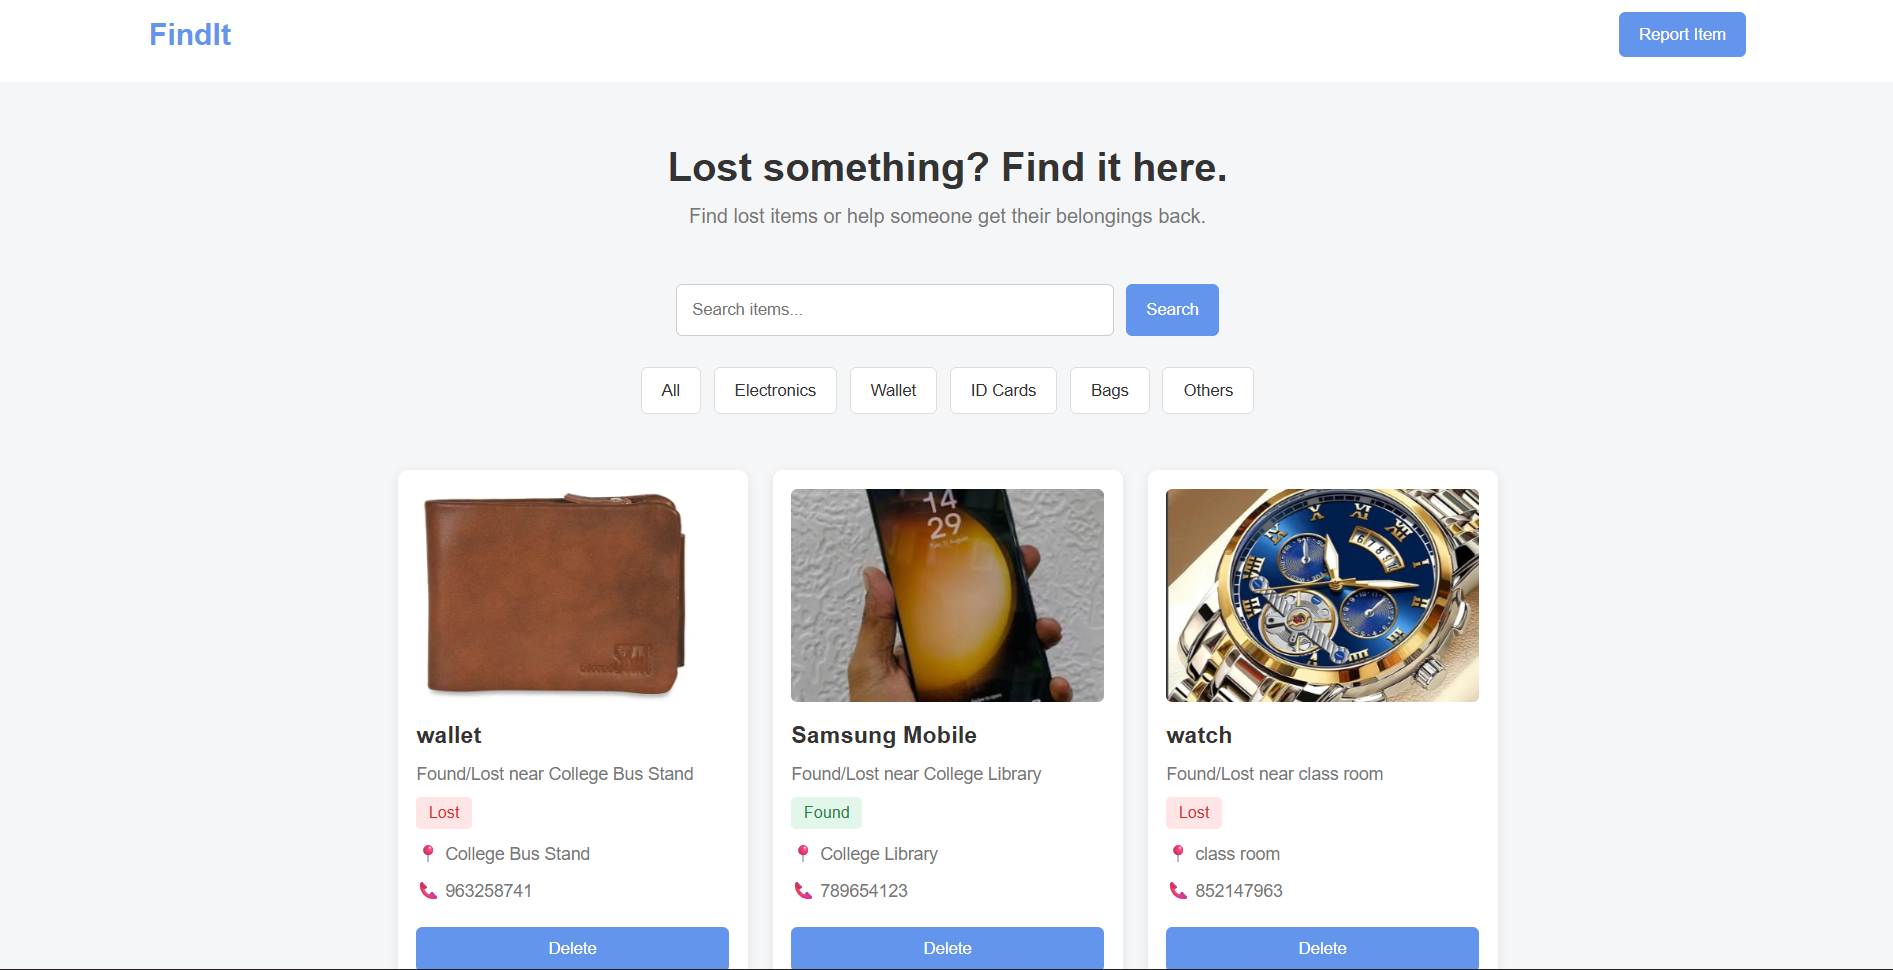 FindIt
Report Item
Lost something? Find it here.
Find lost items or help someone get their belongings back.
Search items...
Search
All
Electronics
Wallet
ID Cards
Bags
Others
14
29
wallet
Found/Lost near College Bus Stand
Lost
College Bus Stand
963258741
Delete
Samsung Mobile
Found/Lost near College Library
Found
College Library
789654123
Delete
watch
Found/Lost near class room
Lost
class room
852147963
Delete